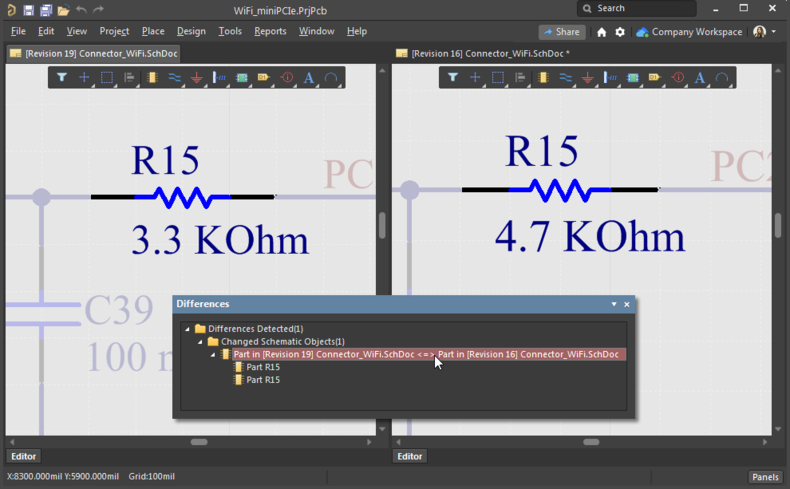 WiFi_miniPCIe.PrjPcb
Search
File Edit View Project Place Design Tools Reports Window Help
Share
Company Workspace
[Revision 19] Connector_WiFi.SchDoc
[Revision 16] Connector_WiFi.SchDoc *
R15
PC
3.3 KOhm
C39
100 n
R15
PC2
4.7 KOhm
Differences
Differences Detected(1)
Changed Schematic Objects(1)
Part in [Revision 19] Connector_WiFi.SchDoc <=> Part in [Revision 16] Connector_WiFi.SchDoc
Part R15
Part R15
Editor
Editor
X:8300.000mil Y:5900.000mil Grid:100mil
Panels